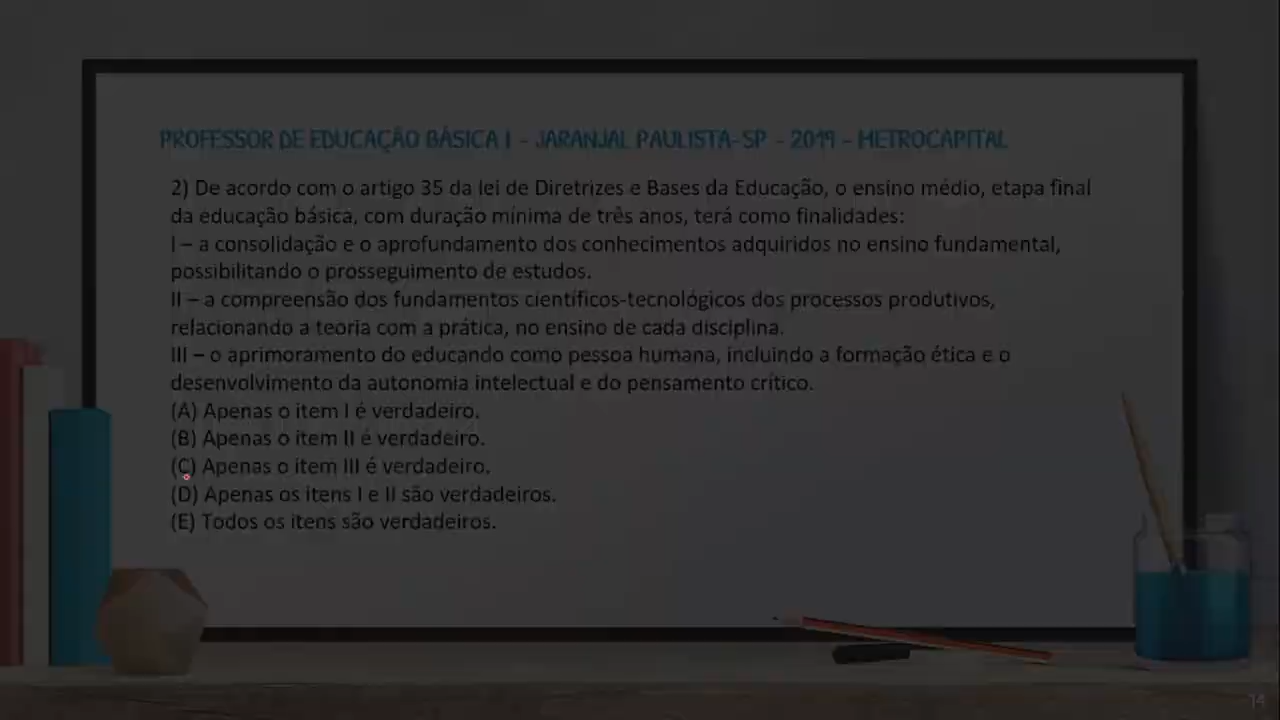 PROFESSOR DE EDUCAÇÃO BÁSICA I - JARANJAL PAULISTA-SP - 2019 - METROCAPITAL
2) De acordo com o artigo 35 da lei de Diretrizes e Bases da Educação, o ensino médio, etapa final
da educação básica, com duração mínima de três anos, terá como finalidades:
I – a consolidação e o aprofundamento dos conhecimentos adquiridos no ensino fundamental,
possibilitando o prosseguimento de estudos.
II – a compreensão dos fundamentos científicos-tecnológicos dos processos produtivos,
relacionando a teoria com a prática, no ensino de cada disciplina.
III – o aprimoramento do educando como pessoa humana, incluindo a formação ética e o
desenvolvimento da autonomia intelectual e do pensamento crítico.
(A) Apenas o item I é verdadeiro.
(B) Apenas o item II é verdadeiro.
(C) Apenas o item III é verdadeiro.
(D) Apenas os itens I e II são verdadeiros.
(E) Todos os itens são verdadeiros.
14